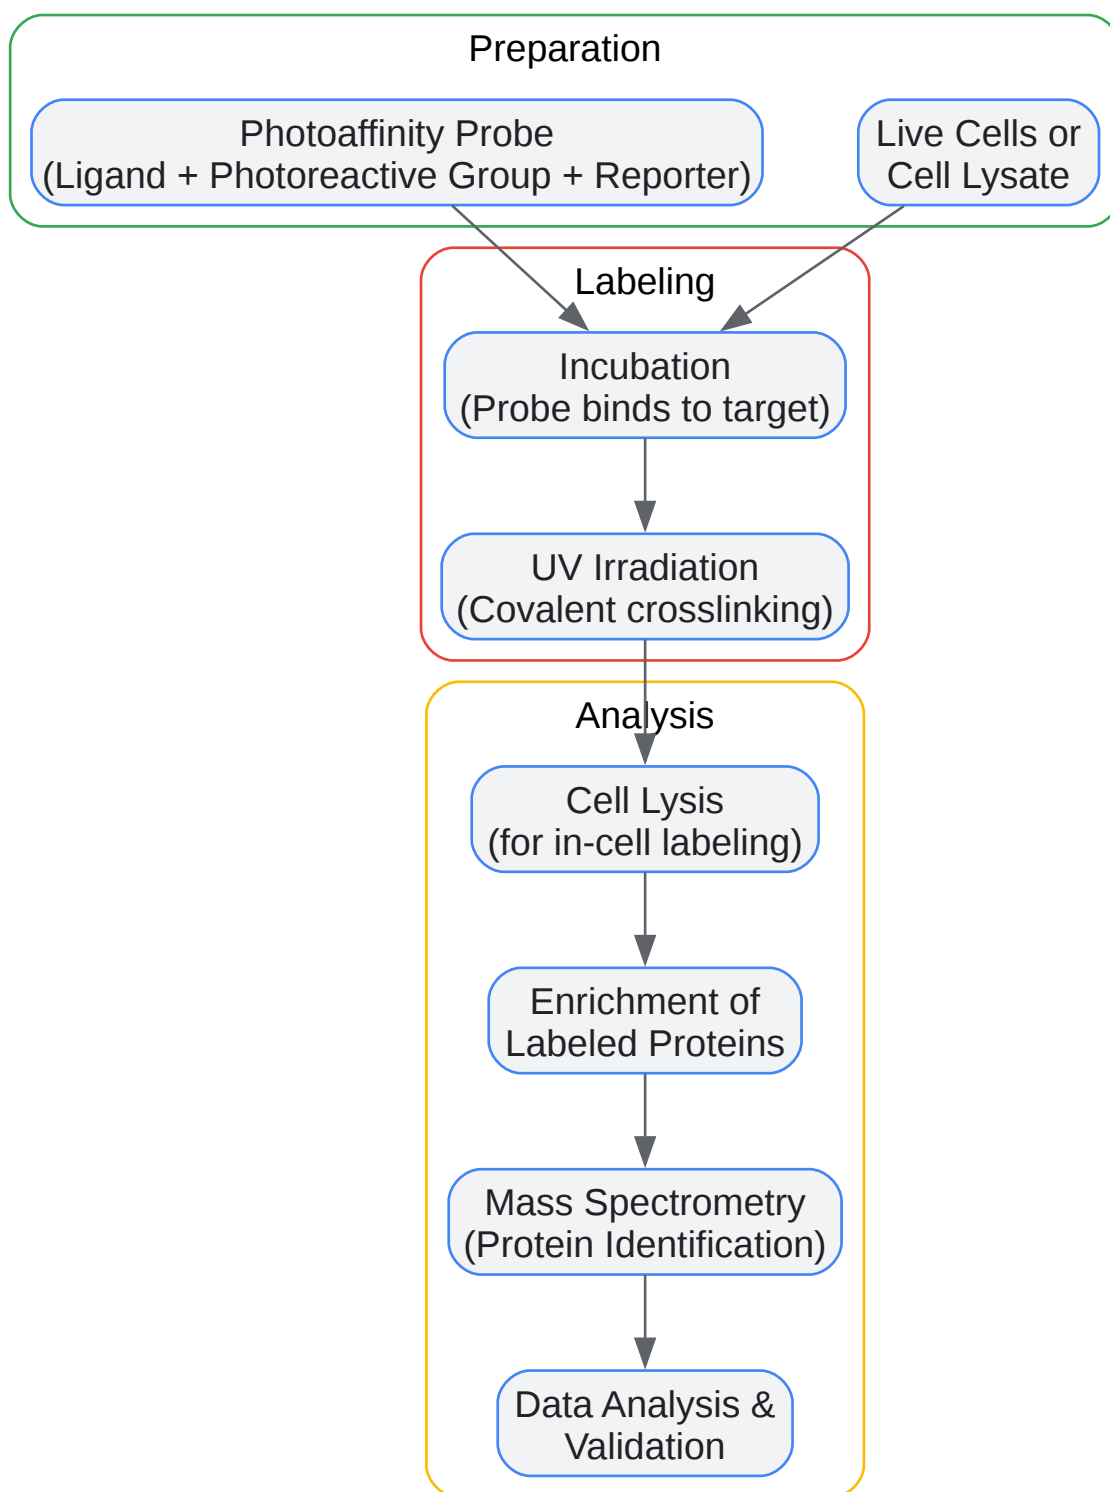 Preparation
Photoaffinity Probe
(Ligand + Photoreactive Group + Reporter)
Live Cells or
Cell Lysate
Labeling
Incubation
(Probe binds to target)
UV Irradiation
(Covalent crosslinking)
Analysis
Cell Lysis
(for in-cell labeling)
Enrichment of
Labeled Proteins
Mass Spectrometry
(Protein Identification)
Data Analysis &
Validation